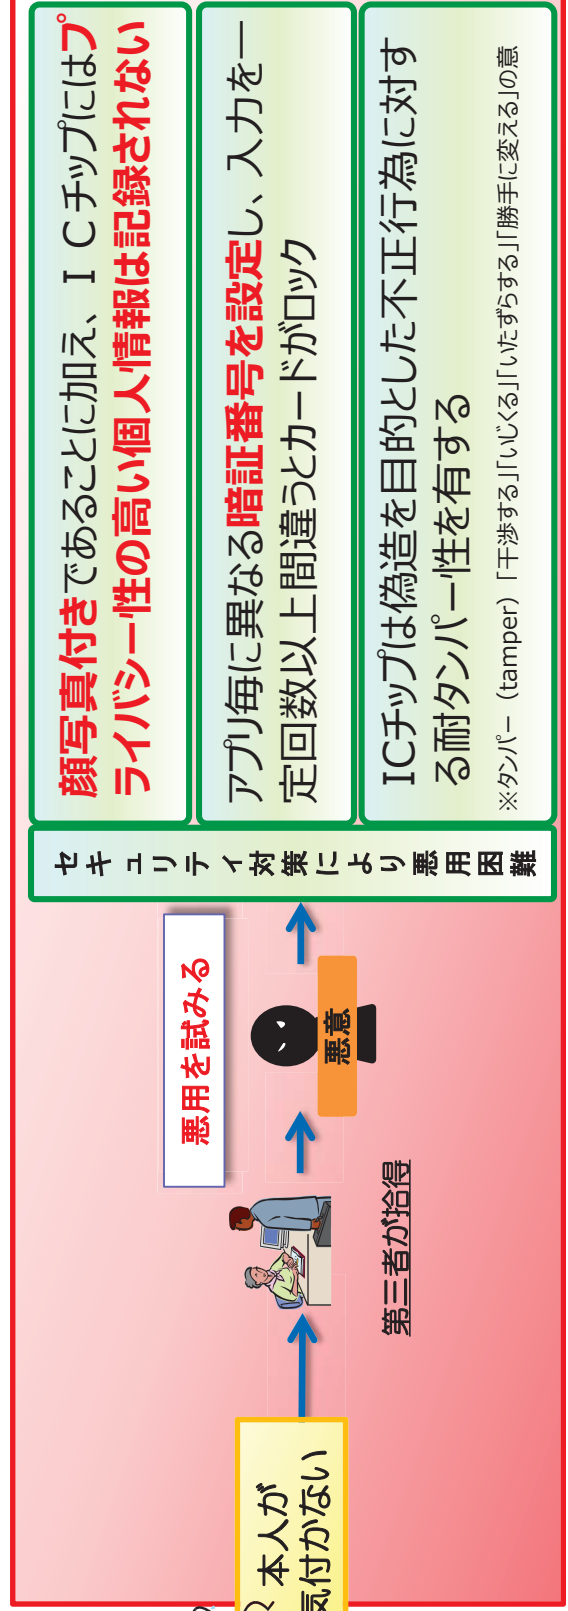 本人が
気付かない
第三者が拾得
悪用を試みる
悪意
セキュリティ対策により悪用困難
顔写真付きであることに加え、ＩＣチップにはプ
ライバシー性の高い個人情報は記録されない
アプリ毎に異なる暗証番号を設定し、入力を一
定回数以上間違うとカードがロック
ICチップは偽造を目的とした不正行為に対す
る耐タンパー性を有する
※タンパー（tamper）「干渉する」「いじくる」「いたずらする」「勝手に変える」の意